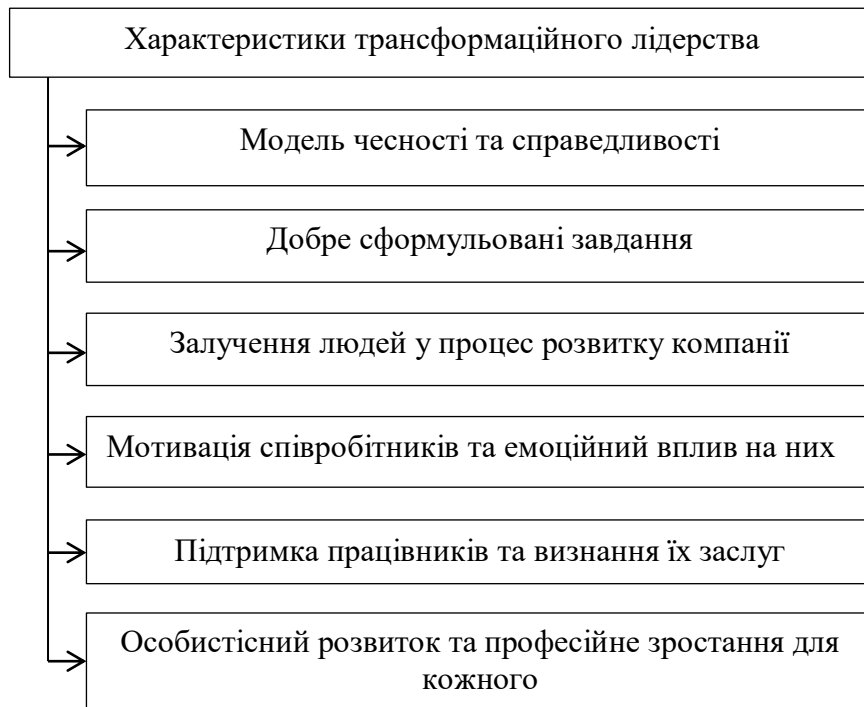 Характеристики трансформаційного лідерства
Модель чесності та справедливості
Добре сформульовані завдання
Залучення людей у процес розвитку компанії
Мотивація співробітників та емоційний вплив на них
Підтримка працівників та визнання їх заслуг
Особистісний розвиток та професійне зростання для
кожного